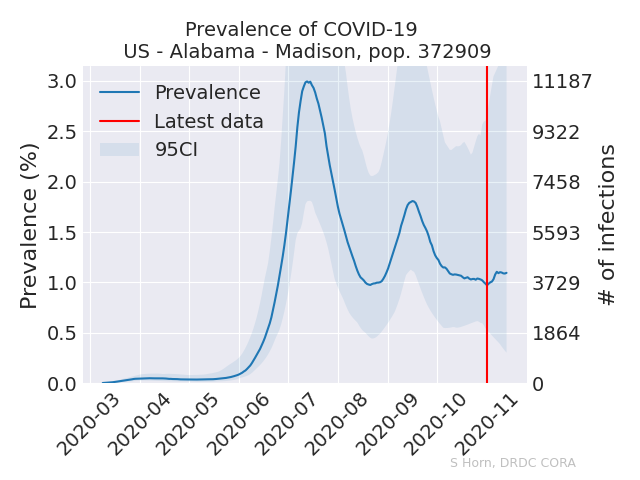 Prevalence of COVID-19
US - Alabama - Madison, pop. 372909
Prevalence (%)
3.0
2.5
2.0
1.5
1.0
0.5
0.0
Prevalence
Latest data
95CI
11187
9322
7458
5593
3729
1864
0
# of infections
2020-03
2020-04
2020-05
2020-06
2020-07
2020-08
2020-09
2020-10
2020-11
S Horn, DRDC CORA